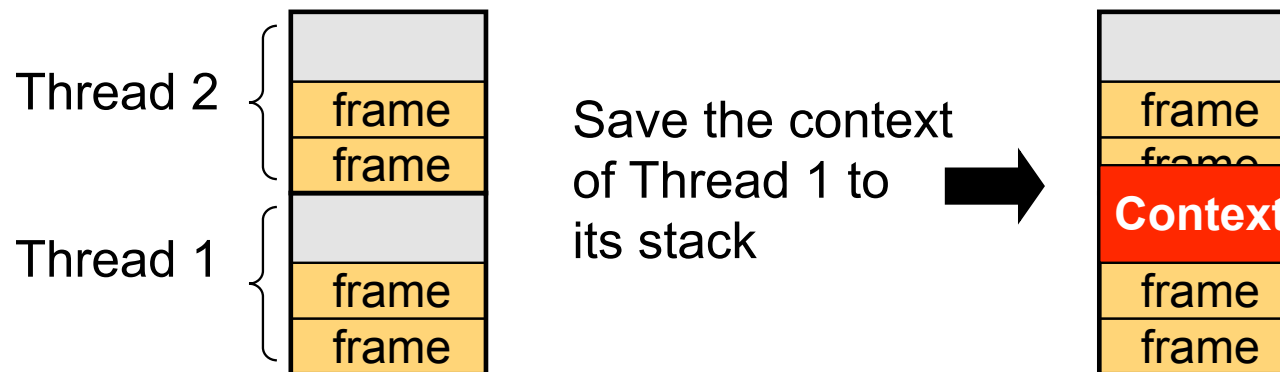 Thread 2
frame
frame
Thread 1
frame
frame
Save the context
of Thread 1 to
its stack
frame
frame
Context
frame
frame